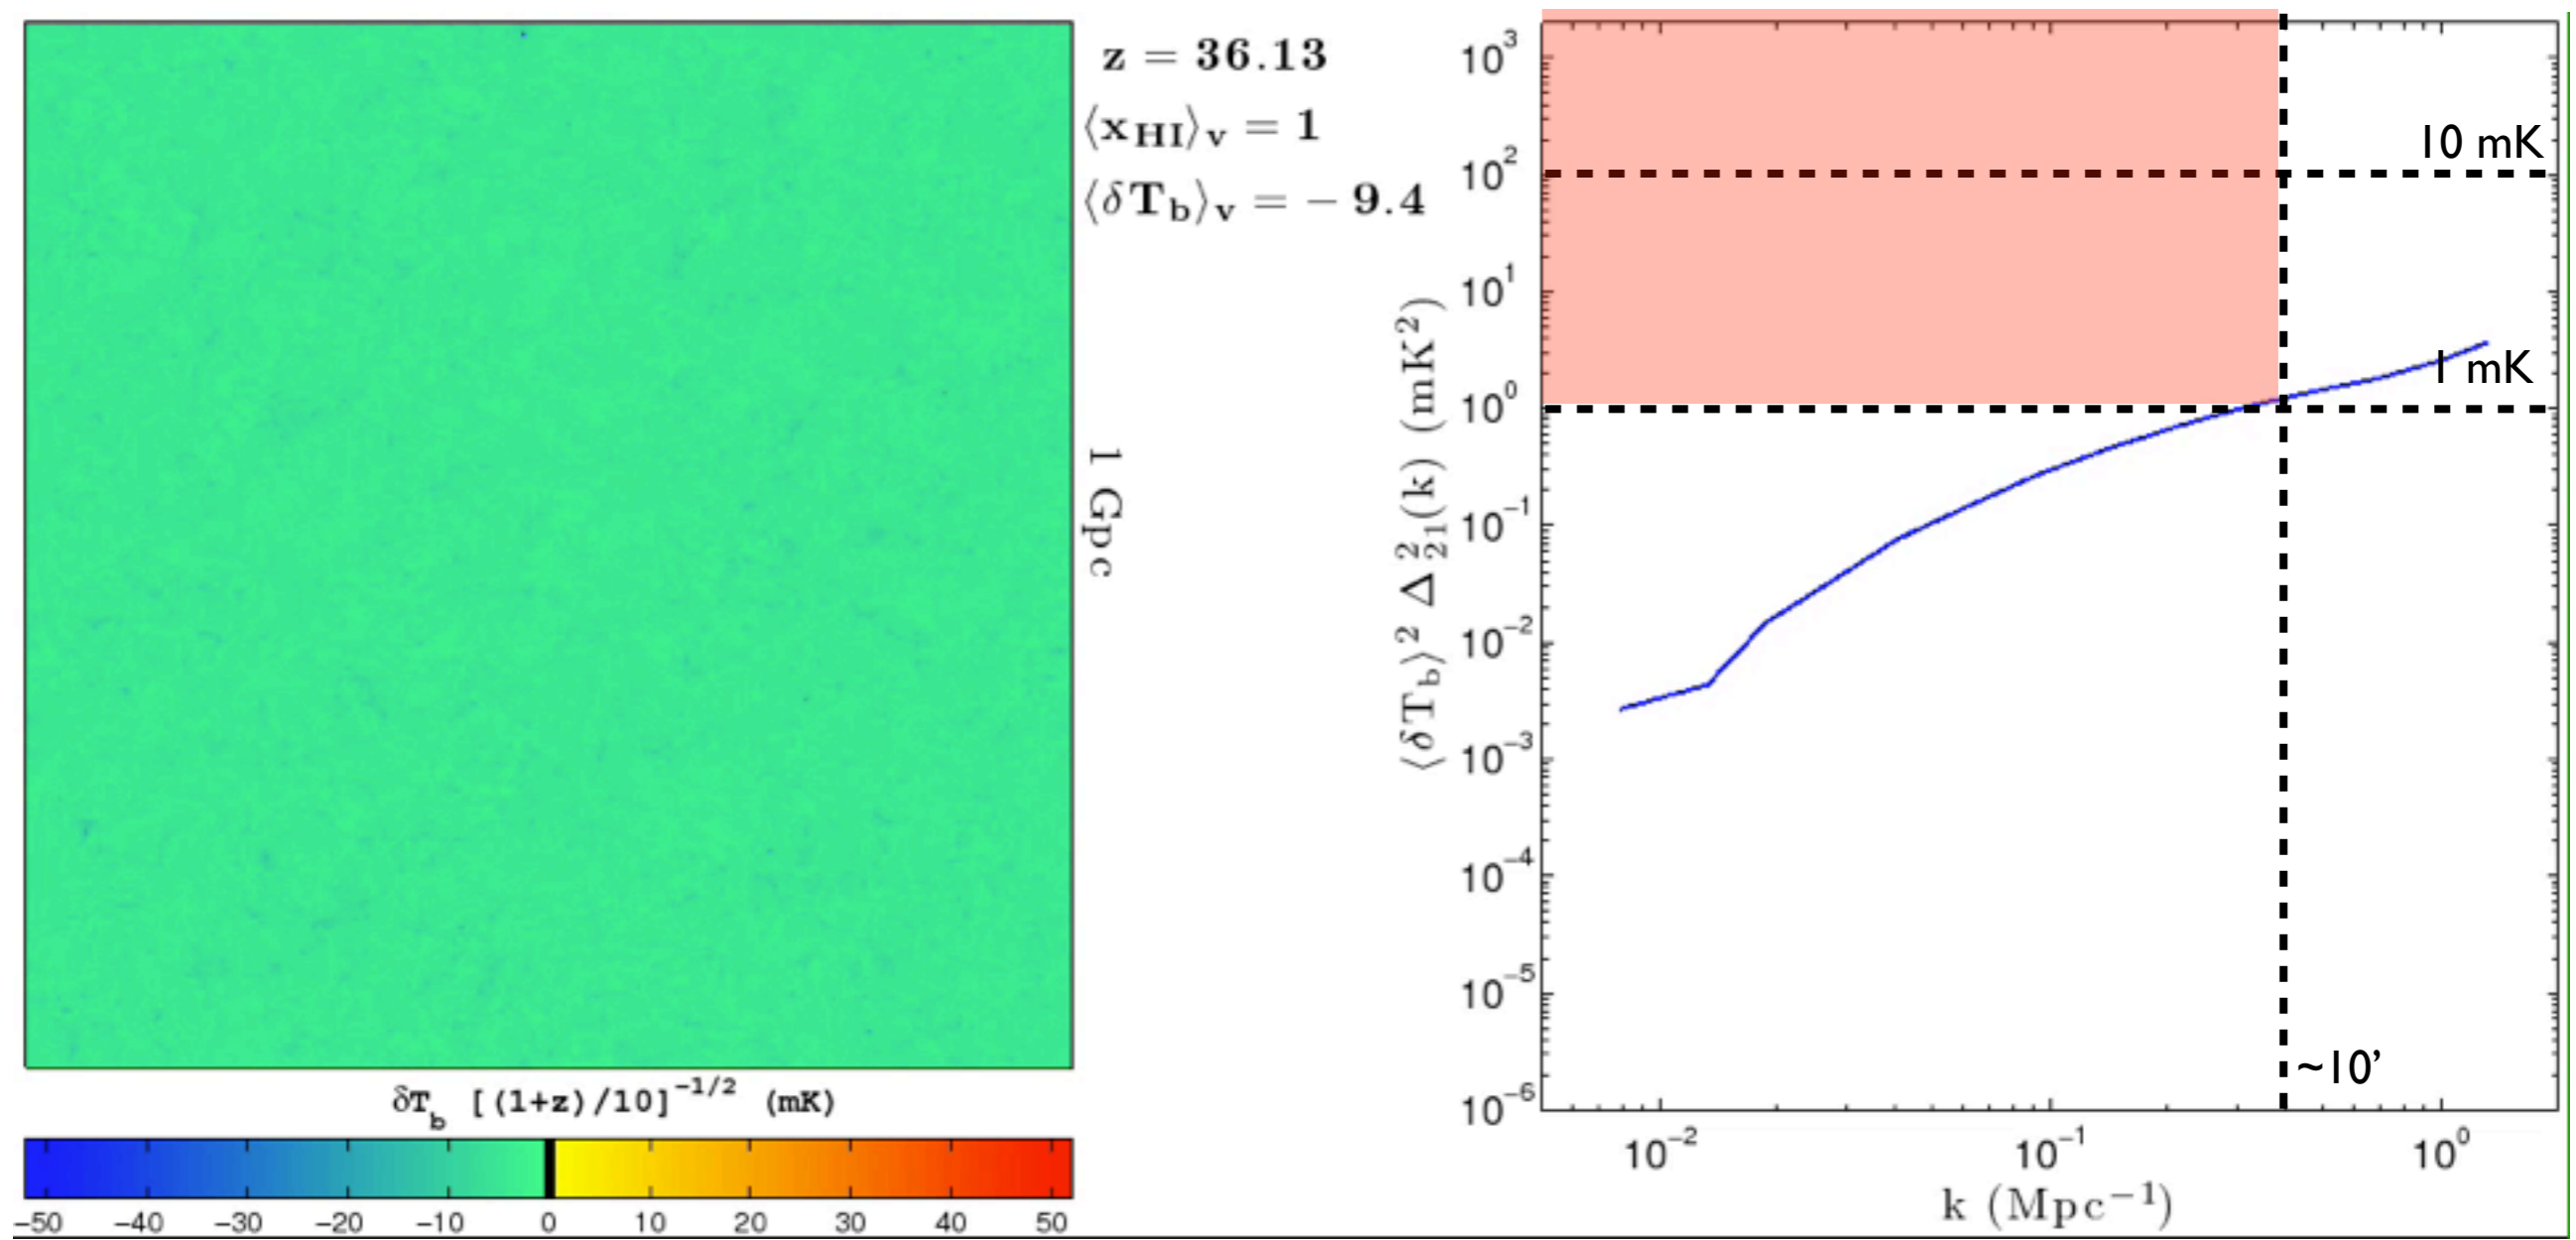 z = 36.13
⟨x_HI⟩_v = 1
⟨δT_b⟩_v = − 9.4
1 Gpc
δT_b [(1+z)/10]^−1/2 (mK)
−50 −40 −30 −20 −10 0 10 20 30 40 50
⟨δT_b⟩² Δ²_21(k) (mK²)
10^3
10^2
10^1
10^0
10^−1
10^−2
10^−3
10^−4
10^−5
10^−6
10 mK
1 mK
~10’
10^−2 10^−1 10^0
k (Mpc^−1)